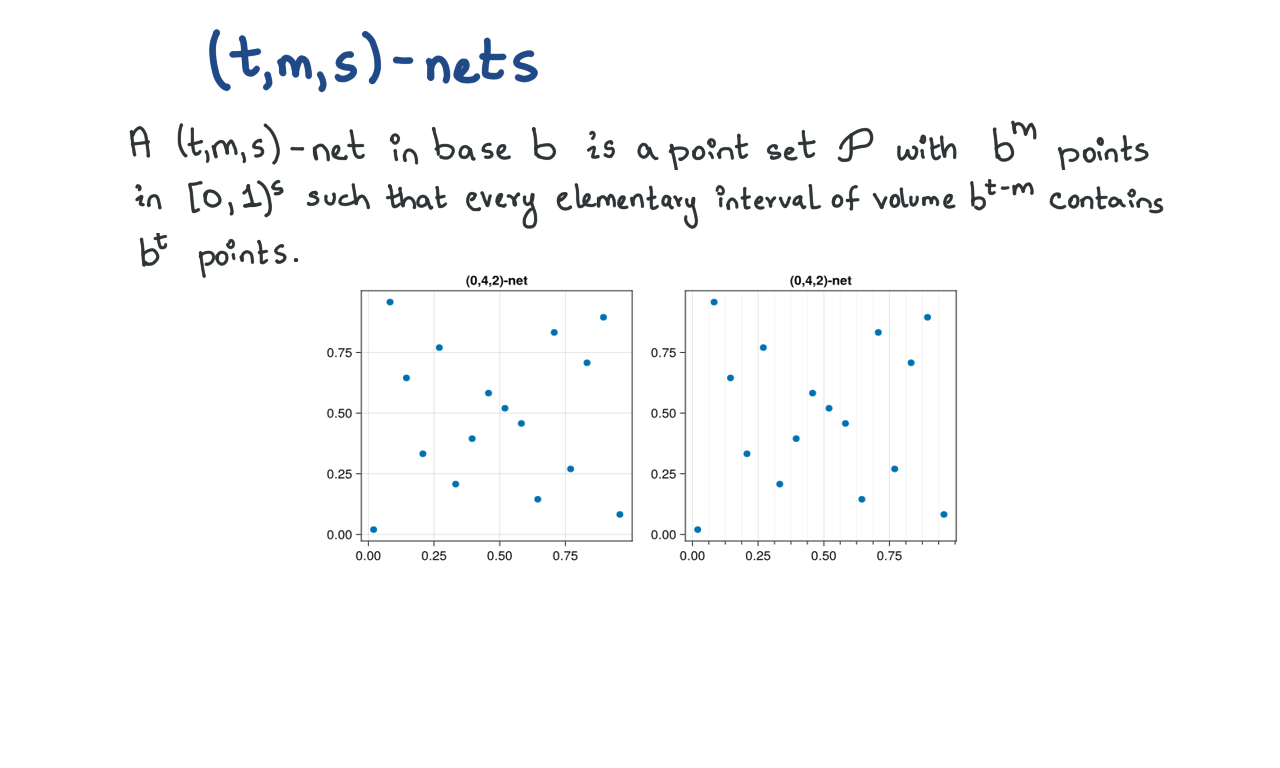 (t,m,s)-nets
A (t,m,s)-net in base b is a point set P with b^m points
in [0,1)^s such that every elementary interval of volume b^{t-m} contains
b^t points.
(0,4,2)-net (0,4,2)-net
0.75 0.75
0.50 0.50
0.25 0.25
0.00 0.00
0.00 0.25 0.50 0.75 0.00 0.25 0.50 0.75